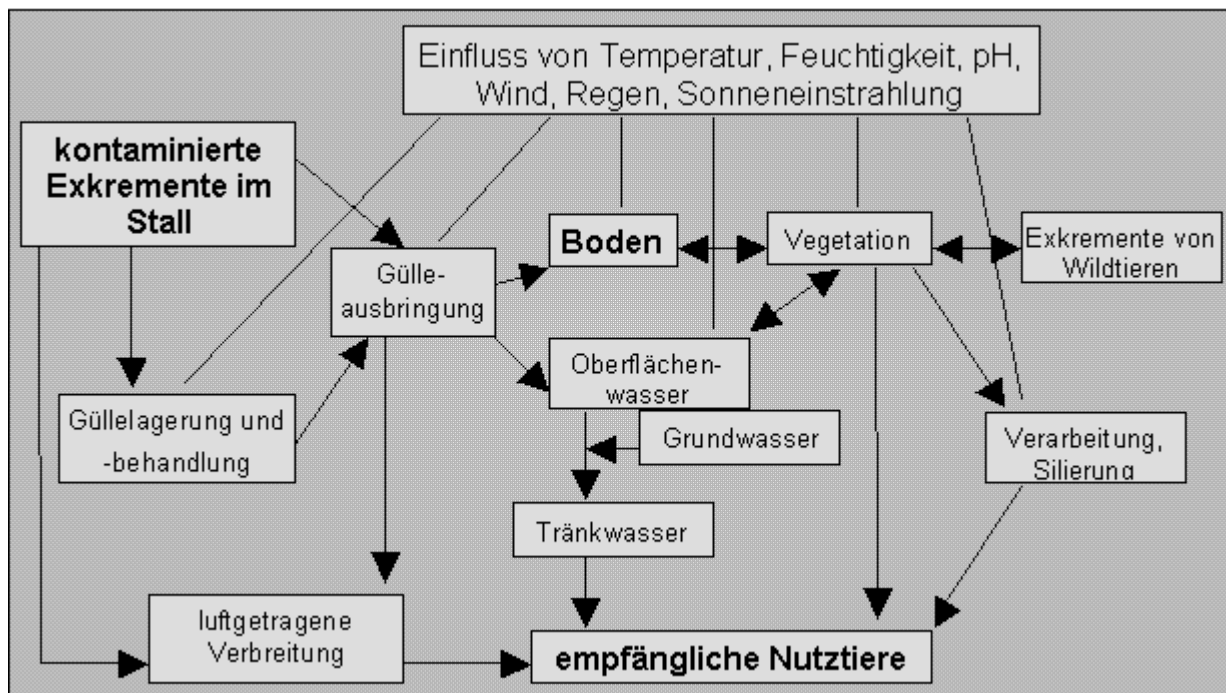 Einfluss von Temperatur, Feuchtigkeit, pH,
Wind, Regen, Sonneneinstrahlung
kontaminierte
Exkremente im
Stall
Boden
Vegetation
Exkremente von
Wildtieren
Gülle-
ausbringung
Oberflächen-
wasser
Güllelagerung und
-behandlung
Grundwasser
Verarbeitung,
Silierung
Tränkwasser
luftgetragene
Verbreitung
empfängliche Nutztiere